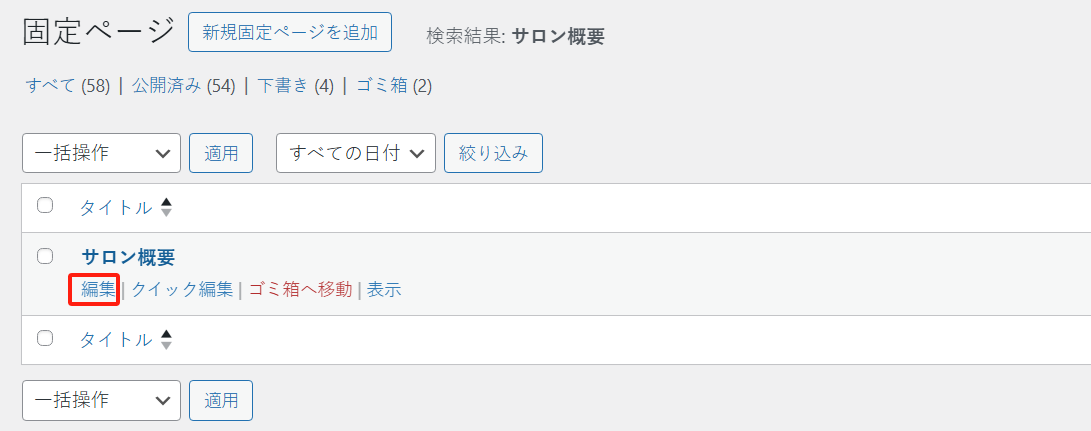 固定ページ 新規固定ページを追加 検索結果: サロン概要
すべて (58) | 公開済み (54) | 下書き (4) | ゴミ箱 (2)
一括操作 適用 すべての日付 絞り込み
タイトル
サロン概要
編集 | クイック編集 | ゴミ箱へ移動 | 表示
タイトル
一括操作 適用